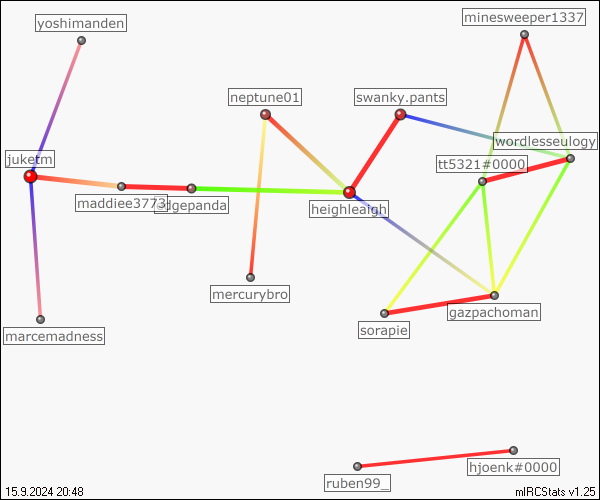 minesweeper1337
yoshimanden
neptune01
swanky.pants
wordlesseulogy
juketm
tt5321#0000
maddiee3773
dgepanda
heighleaigh
mercurybro
gazpachoman
sorapie
marcemadness
hjoenk#0000
ruben99_
15.9.2024 20:48
mIRCStats v1.25